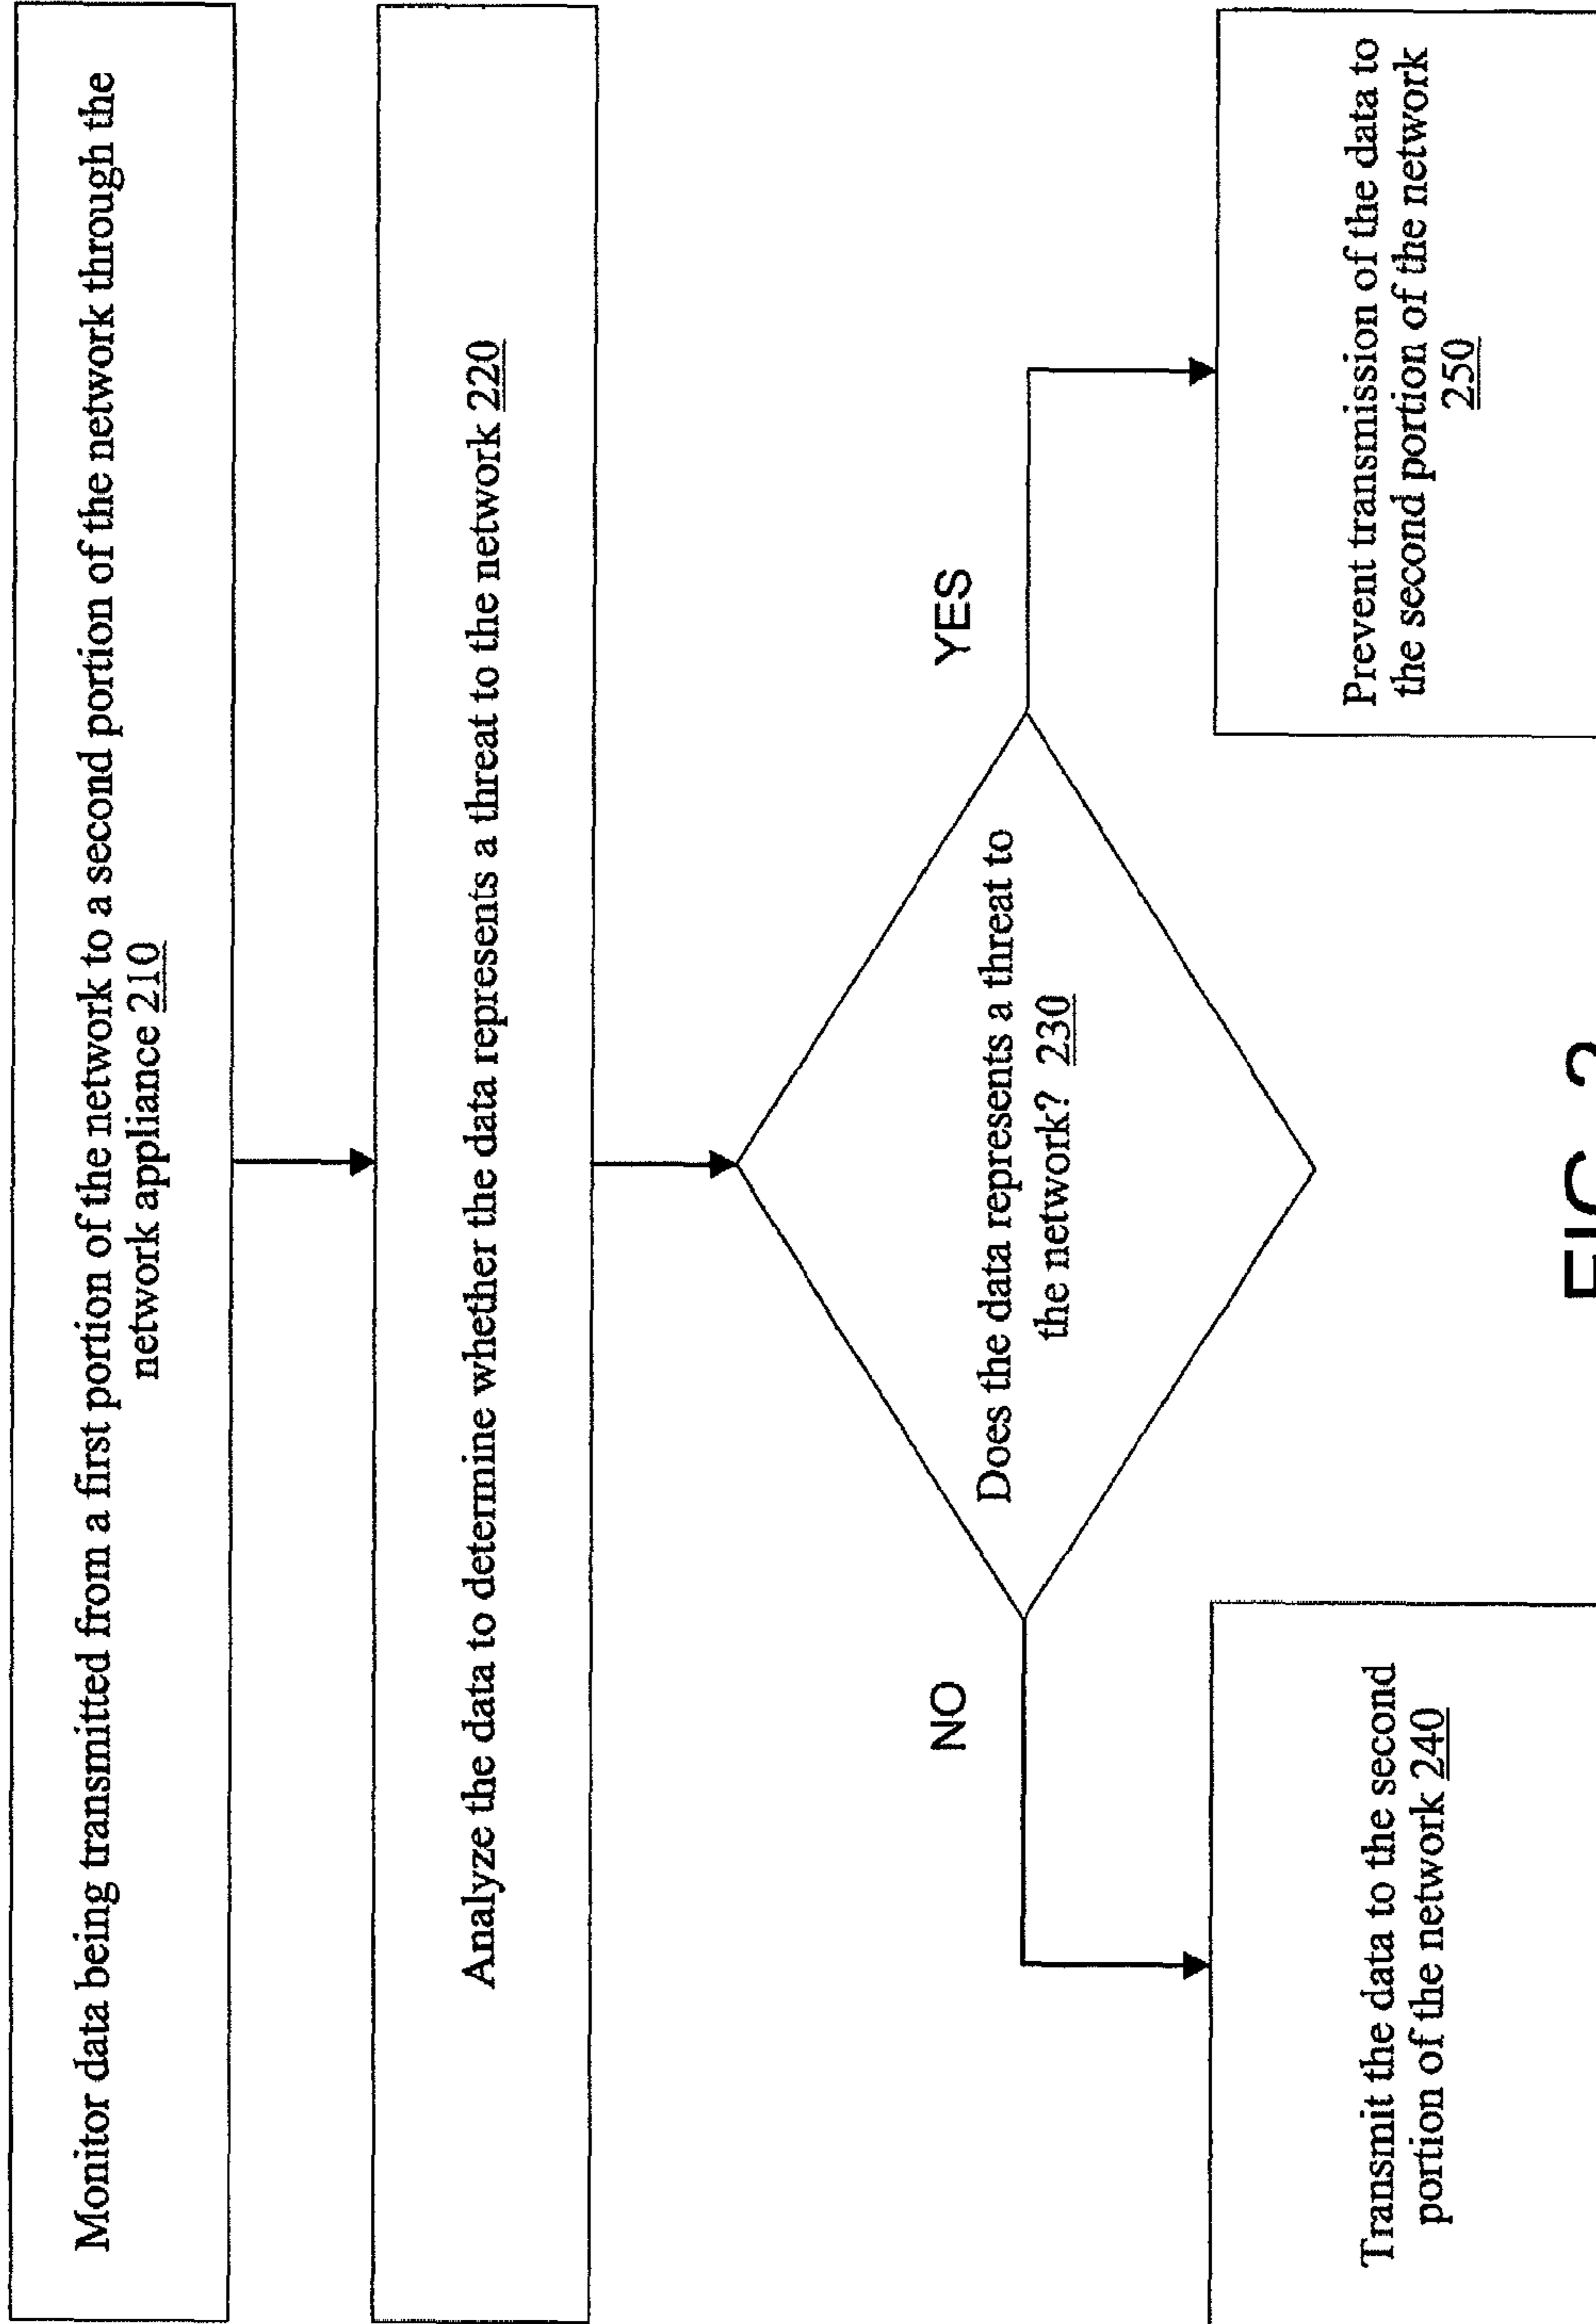 Monitor data being transmitted from a first portion of the network to a second portion of the network through the
network appliance 210
Analyze the data to determine whether the data represents a threat to the network 220
Does the data represents a threat to
the network? 230
NO
YES
Transmit the data to the second
portion of the network 240
Prevent transmission of the data to
the second portion of the network
250
FIG. 2